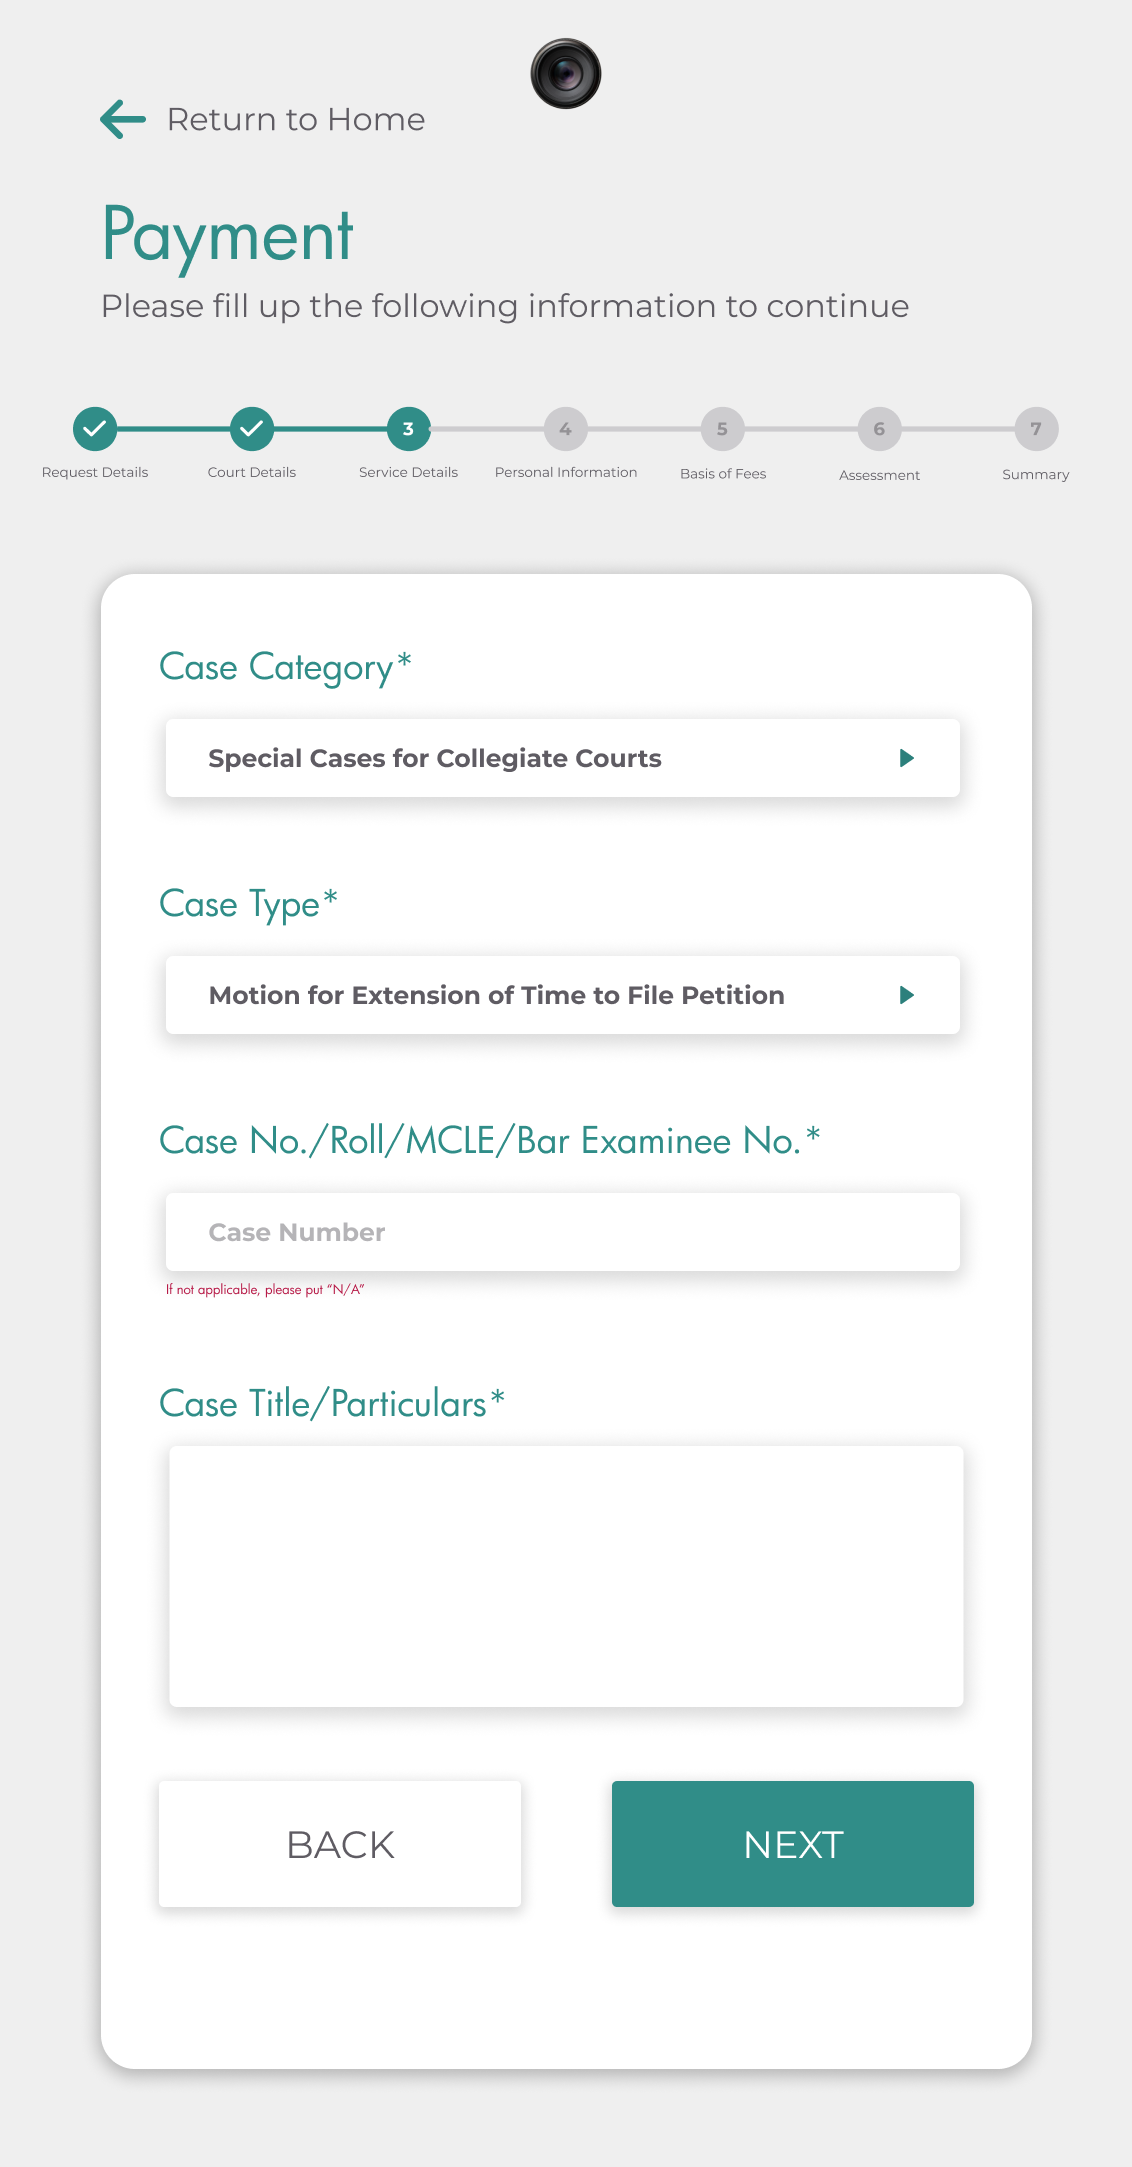 Return to Home
Payment
Please fill up the following information to continue
3 4 5 6 7
Request Details Court Details Service Details Personal Information Basis of Fees Assessment Summary
Case Category*
Special Cases for Collegiate Courts
Case Type*
Motion for Extension of Time to File Petition
Case No./Roll/MCLE/Bar Examinee No.*
Case Number
If not applicable, please put “N/A”
Case Title/Particulars*
BACK NEXT